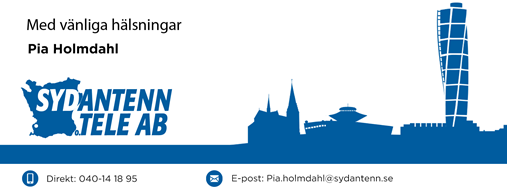 Med vänliga hälsningar
Pia Holmdahl
SYDANTENN
o.TELE AB
Direkt: 040-14 18 95
E-post: Pia.holmdahl@sydantenn.se